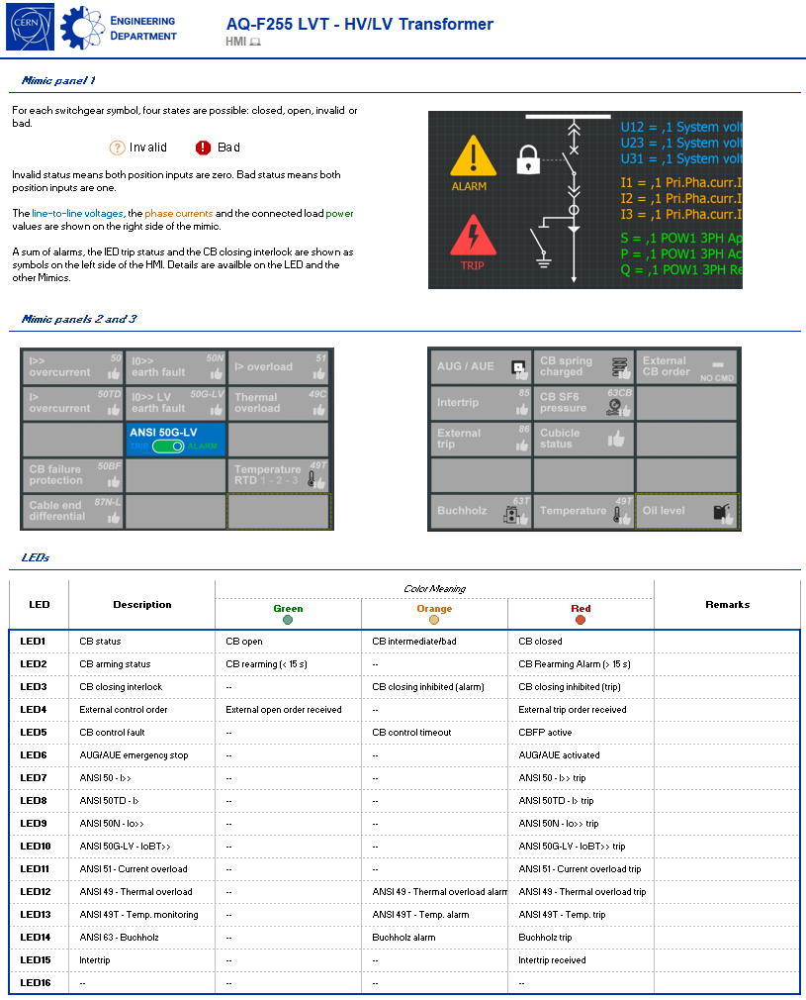 CERN
ENGINEERING
DEPARTMENT
AQ-F255 LVT - HV/LV Transformer
HMI
Mimic panel 1
For each switchgear symbol, four states are possible: closed, open, invalid or
bad.
? Invalid ! Bad
Invalid status means both position inputs are zero. Bad status means both
position inputs are one.
The line-to-line voltages, the phase currents and the connected load power
values are shown on the right side of the mimic.
A sum of alarms, the IED trip status and the CB closing interlock are shown as
symbols on the left side of the HMI. Details are availble on the LED and the
other Mimics.
ALARM
TRIP
U12 = ,1 System volt
U23 = ,1 System volt
U31 = ,1 System volt
I1 = ,1 Pri.Pha.curr.I
I2 = ,1 Pri.Pha.curr.I
I3 = ,1 Pri.Pha.curr.I
S = ,1 POW1 3PH Ap
P = ,1 POW1 3PH Ac
Q = ,1 POW1 3PH Re
Mimic panels 2 and 3
I>> overcurrent 50
I0>> earth fault 50N
I> overload 51
I> overcurrent 50TD
I0>> LV earth fault 50G-LV
Thermal overload 49C
ANSI 50G-LV
TRIP ALARM
CB failure protection 50BF
Temperature RTD 1 - 2 - 3 49T
Cable end differential 87N-L
AUG / AUE
CB spring charged
External CB order NO CMD
Intertrip 85
CB SF6 pressure 63CB
External trip 86
Cubicle status
Buchholz 63T
Temperature 49T
Oil level
LEDs
LED Description Color Meaning Remarks
Green Orange Red
LED1 CB status CB open CB intermediate/bad CB closed
LED2 CB arming status CB rearming (< 15 s) -- CB Rearming Alarm (> 15 s)
LED3 CB closing interlock -- CB closing inhibited (alarm) CB closing inhibited (trip)
LED4 External control order External open order received -- External trip order received
LED5 CB control fault -- CB control timeout CBFP active
LED6 AUG/AUE emergency stop -- -- AUG/AUE activated
LED7 ANSI 50 - I>> -- -- ANSI 50 - I>> trip
LED8 ANSI 50TD - I> -- -- ANSI 50TD - I> trip
LED9 ANSI 50N - Io>> -- -- ANSI 50N - Io>> trip
LED10 ANSI 50G-LV - IoBT>> -- -- ANSI 50G-LV - IoBT>> trip
LED11 ANSI 51 - Current overload -- -- ANSI 51 - Current overload trip
LED12 ANSI 49 - Thermal overload -- ANSI 49 - Thermal overload alarm ANSI 49 - Thermal overload trip
LED13 ANSI 49T - Temp. monitoring -- ANSI 49T - Temp. alarm ANSI 49T - Temp. trip
LED14 ANSI 63 - Buchholz -- Buchholz alarm Buchholz trip
LED15 Intertrip -- -- Intertrip received
LED16 -- -- -- --